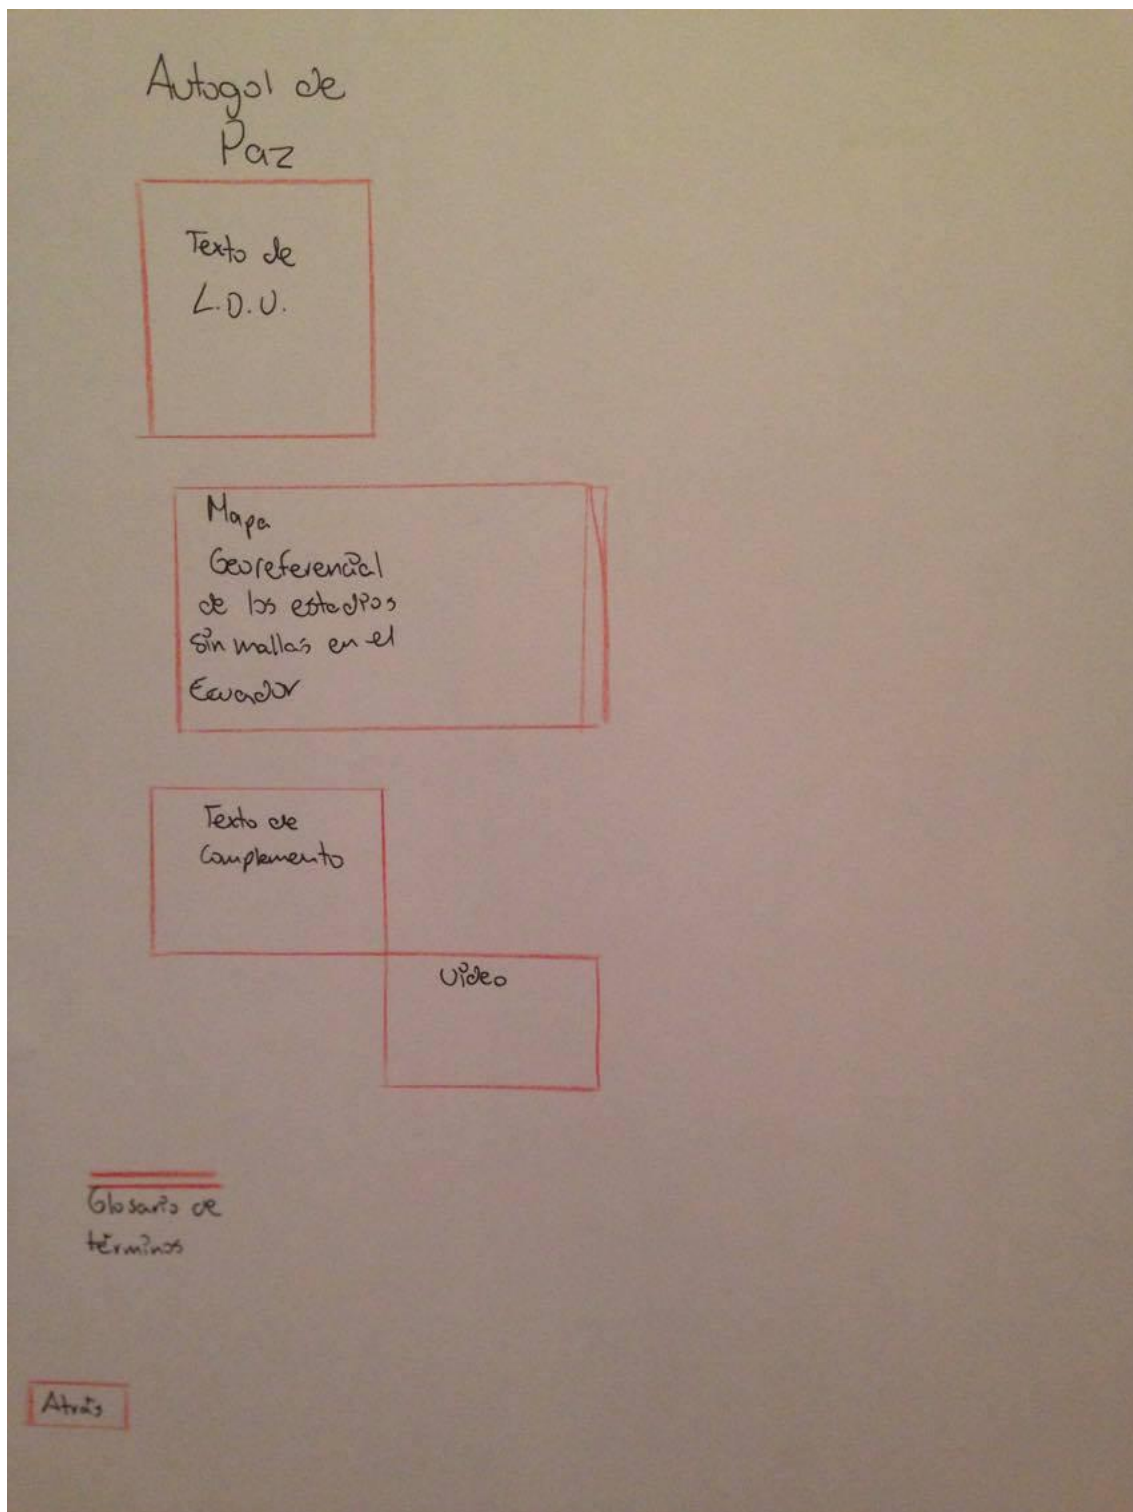 Autogol de
Paz
Texto de
L.D.U.
Mapa
Georeferencial
de los estadios
sin mallas en el
Ecuador
Texto de
Complemento
video
Glosario de
términos
Atrás